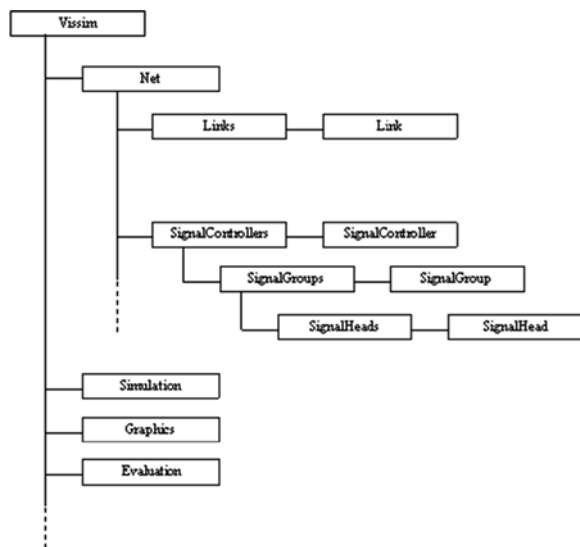 Vissim
Net
Links
Link
SignalControllers
SignalController
SignalGroups
SignalGroup
SignalHeads
SignalHead
Simulation
Graphics
Evaluation